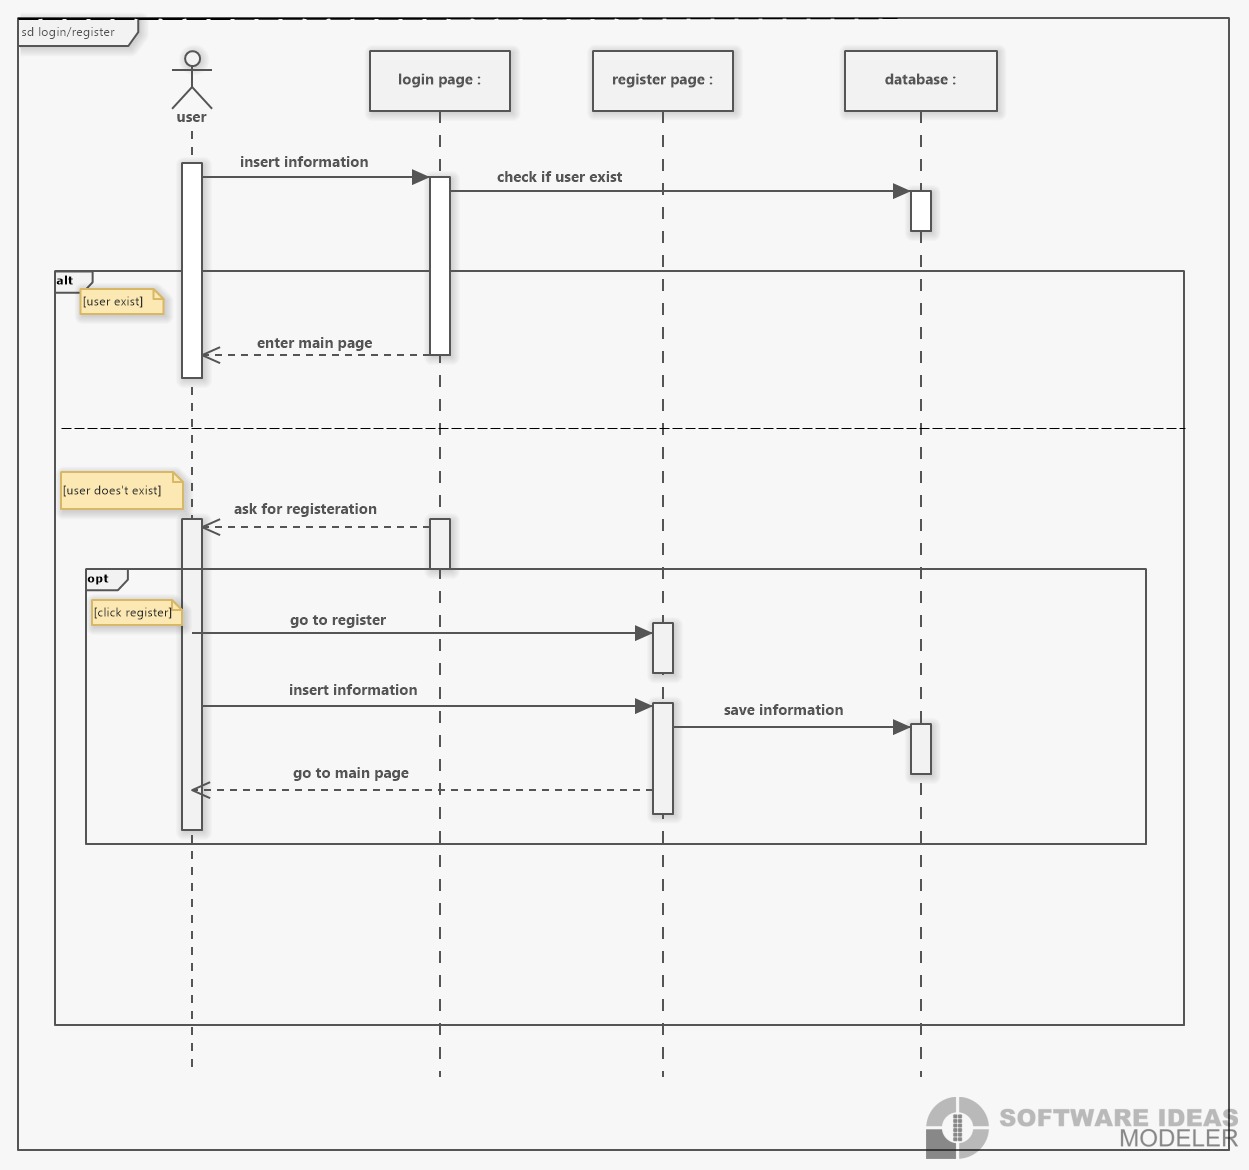 sd login/register
user
login page :
register page :
database :
insert information
check if user exist
alt
[user exist]
enter main page
[user does't exist]
ask for registeration
opt
[click register]
go to register
insert information
save information
go to main page
SOFTWARE IDEAS
MODELER